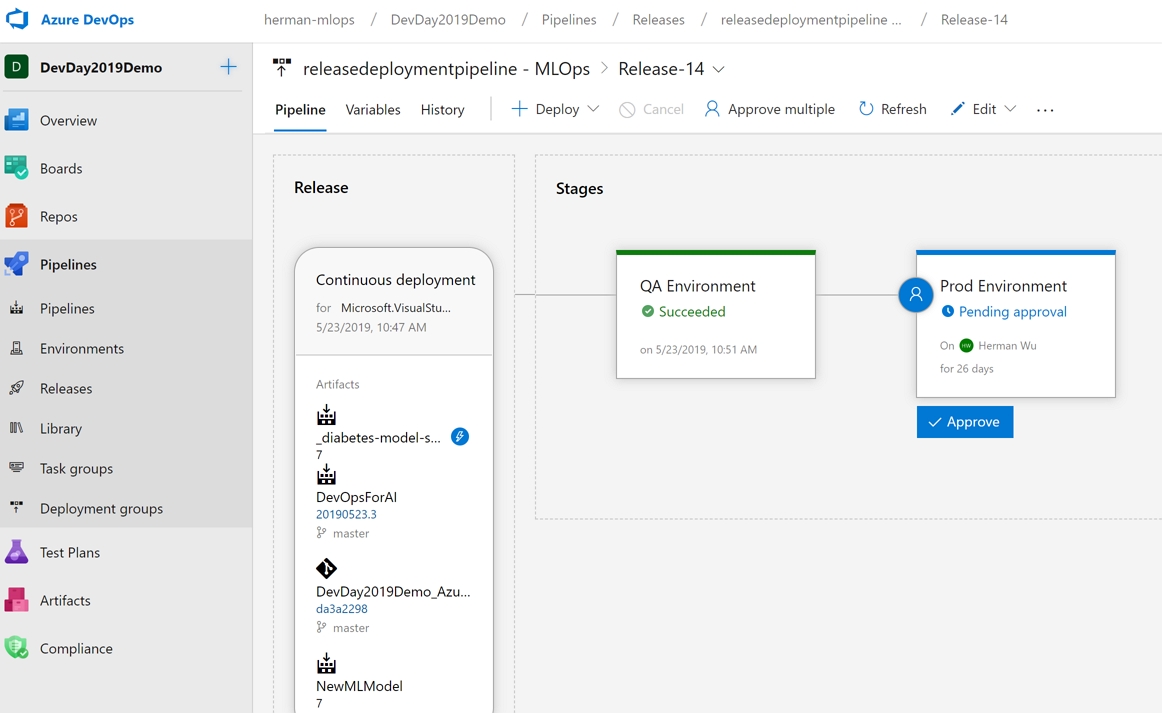 Azure DevOps
herman-mlops / DevDay2019Demo / Pipelines / Releases / releasedeploymentpipeline ... / Release-14
D DevDay2019Demo
Overview
Boards
Repos
Pipelines
Pipelines
Environments
Releases
Library
Task groups
Deployment groups
Test Plans
Artifacts
Compliance
releasedeploymentpipeline - MLOps > Release-14
Pipeline Variables History Deploy Cancel Approve multiple Refresh Edit ...
Release
Continuous deployment
for Microsoft.VisualStu...
5/23/2019, 10:47 AM
Artifacts
_diabetes-model-s...
7
DevOpsForAI
20190523.3
master
DevDay2019Demo_Azu...
da3a2298
master
NewMLModel
7
Stages
QA Environment
Succeeded
on 5/23/2019, 10:51 AM
Prod Environment
Pending approval
On HW Herman Wu
for 26 days
Approve